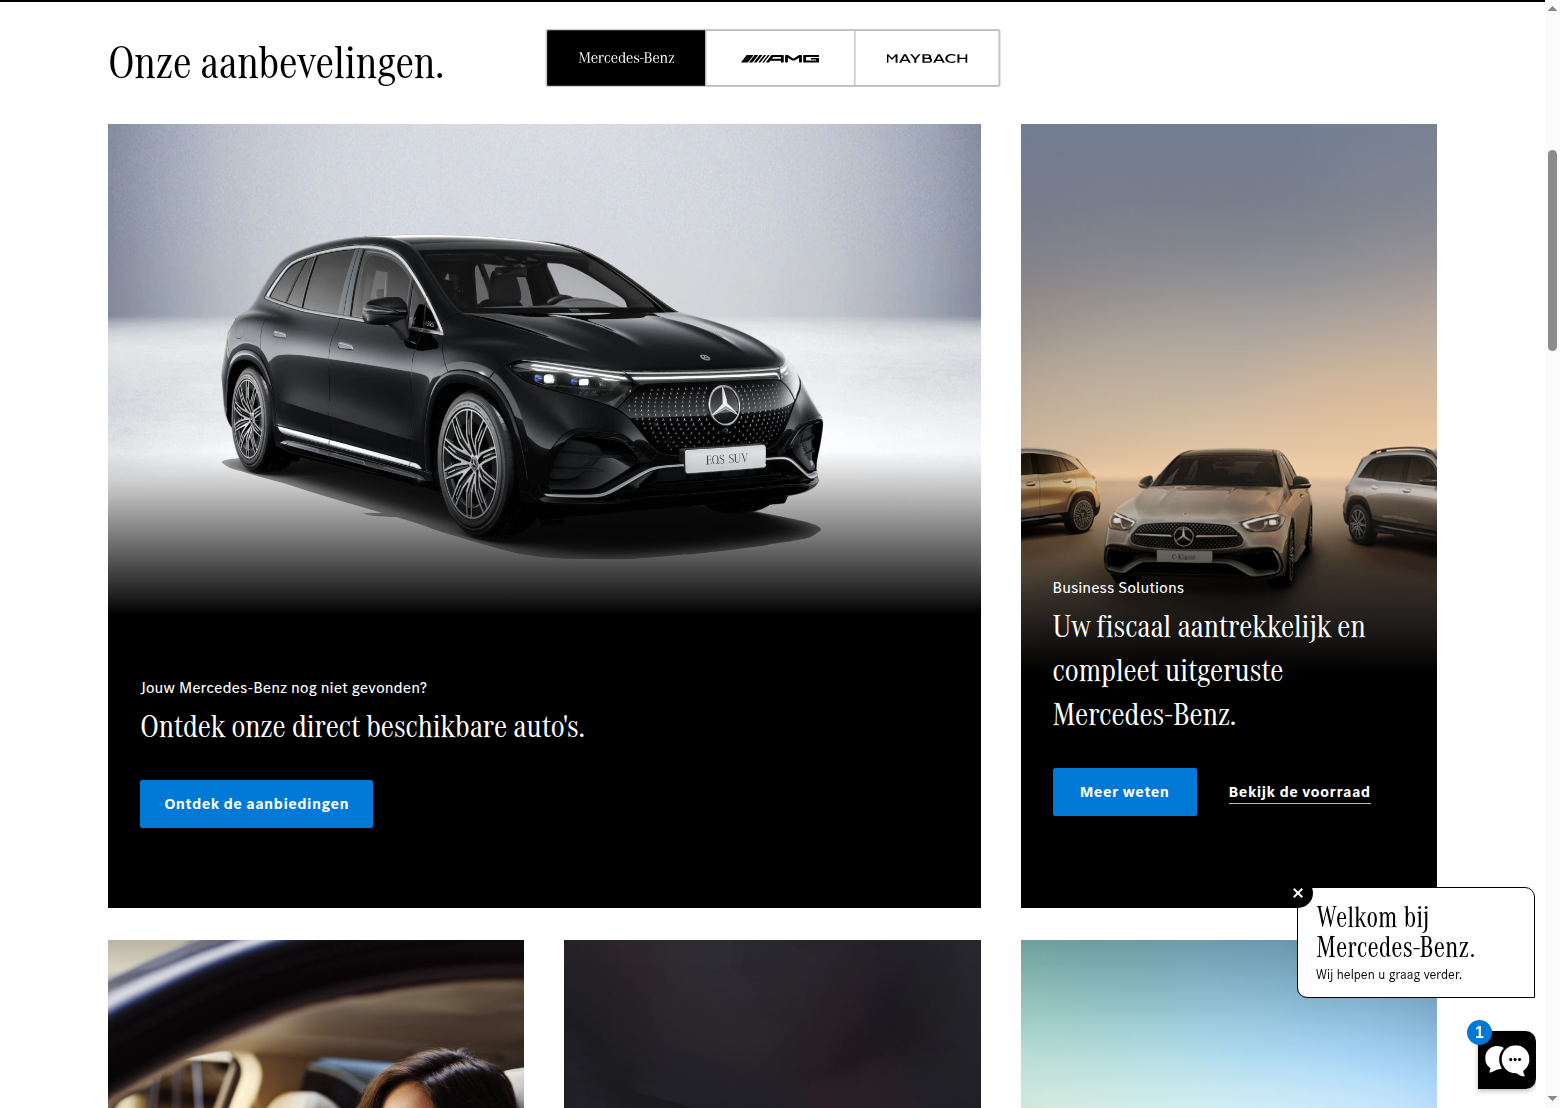 Onze aanbevelingen.
Mercedes-Benz
AMG
MAYBACH
EQS SUV
Jouw Mercedes-Benz nog niet gevonden?
Ontdek onze direct beschikbare auto's.
Ontdek de aanbiedingen
C-Klasse
Business Solutions
Uw fiscaal aantrekkelijk en
compleet uitgeruste
Mercedes-Benz.
Meer weten
Bekijk de voorraad
Welkom bij
Mercedes-Benz.
Wij helpen u graag verder.
1